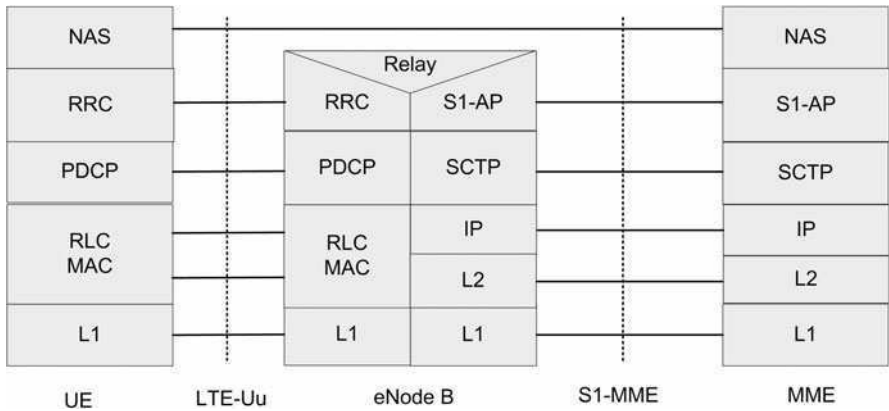 NAS
NAS
Relay
RRC
RRC
S1-AP
S1-AP
PDCP
PDCP
SCTP
SCTP
RLC
MAC
RLC
MAC
IP
IP
L2
L2
L1
L1
L1
L1
UE
LTE-Uu
eNode B
S1-MME
MME